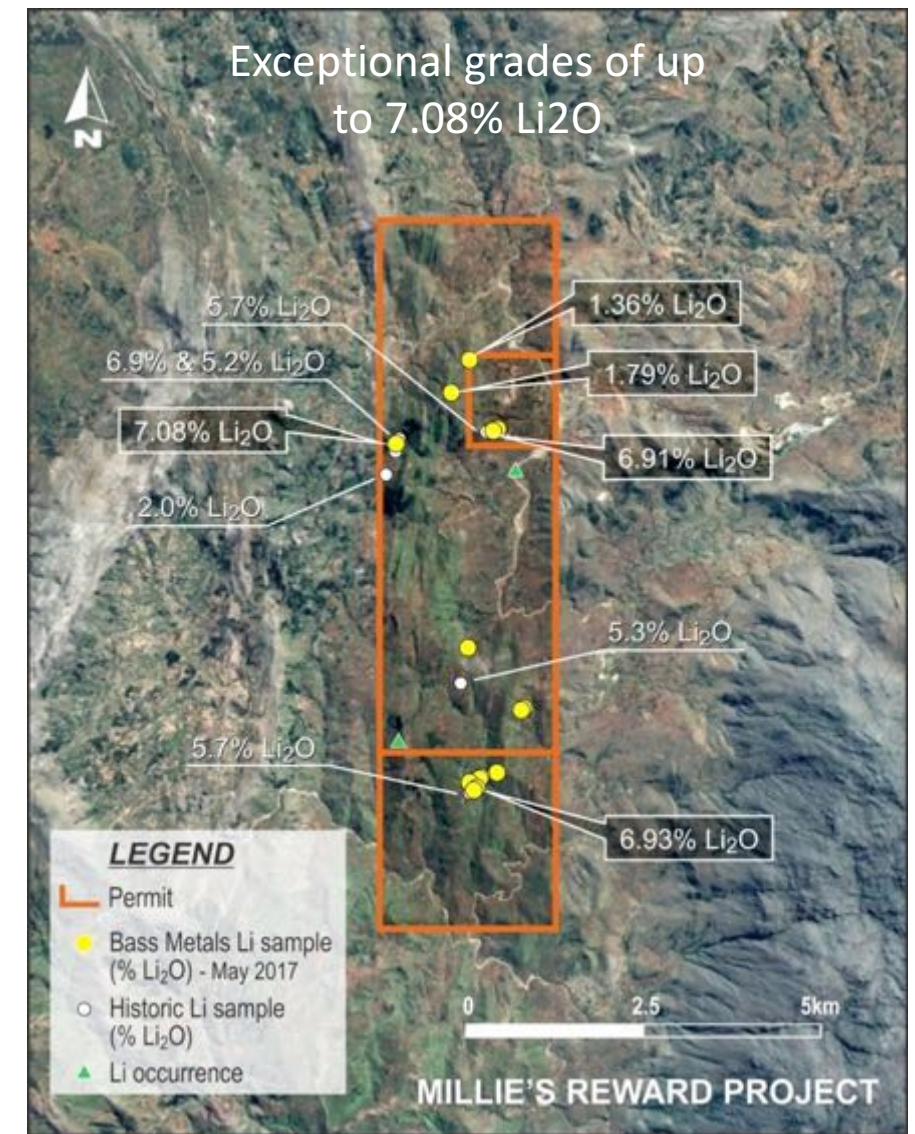 Exceptional grades of up
to 7.08% Li2O
N
5.7% Li₂O
1.36% Li₂O
6.9% & 5.2% Li₂O
1.79% Li₂O
7.08% Li₂O
6.91% Li₂O
2.0% Li₂O
5.3% Li₂O
5.7% Li₂O
6.93% Li₂O
LEGEND
Permit
Bass Metals Li sample
(% Li₂O) - May 2017
Historic Li sample
(% Li₂O)
Li occurrence
0 2.5 5km
MILLIE'S REWARD PROJECT